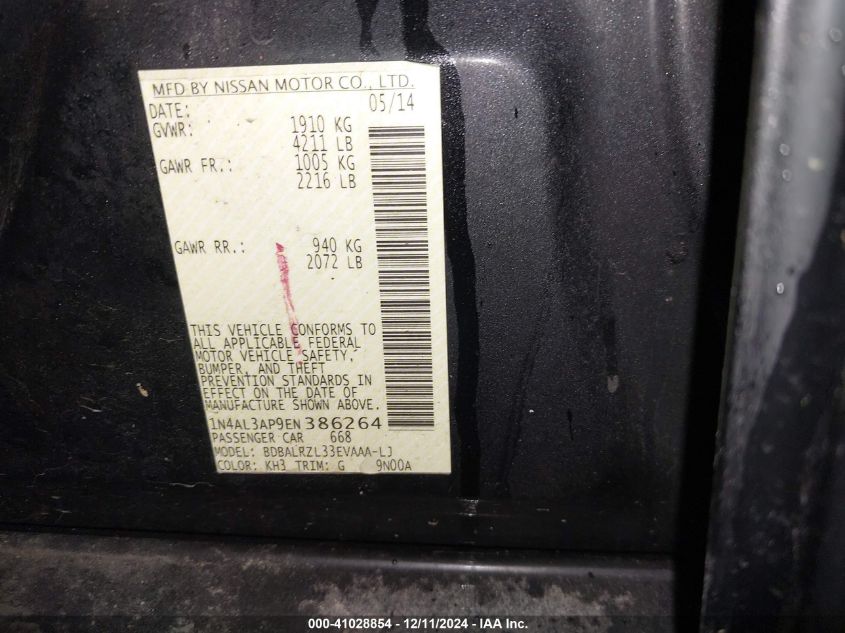 MFD BY NISSAN MOTOR CO., LTD.
DATE: 05/14
GVWR: 1910 KG
4211 LB
GAWR FR.: 1005 KG
2216 LB
GAWR RR.: 940 KG
2072 LB
THIS VEHICLE CONFORMS TO
ALL APPLICABLE FEDERAL
MOTOR VEHICLE SAFETY,
BUMPER, AND THEFT
PREVENTION STANDARDS IN
EFFECT ON THE DATE OF
MANUFACTURE SHOWN ABOVE.
1N4AL3AP9EN 386264
PASSENGER CAR 668
MODEL: BDBALRZL33EVAAA-LJ
COLOR: KH3 TRIM: G 9N00A
000-41028854 - 12/11/2024 - IAA Inc.